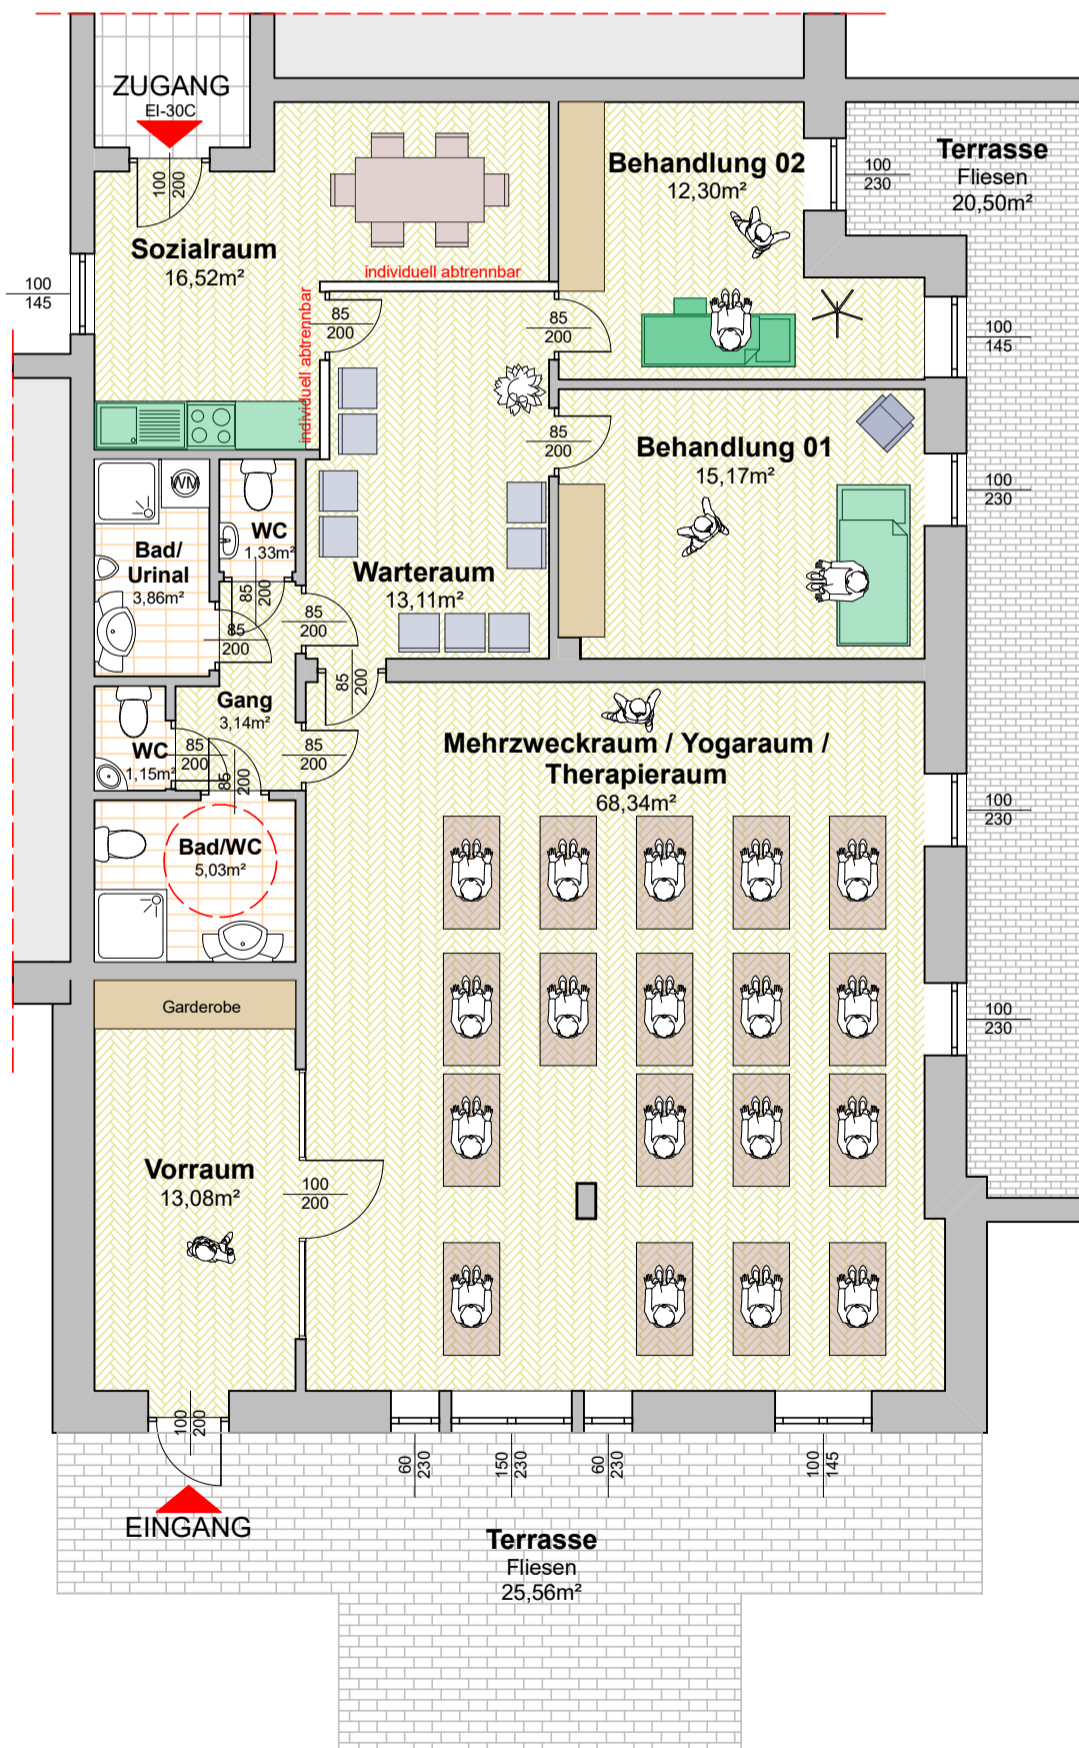 ZUGANG
EI-30C
100
200
Sozialraum
16,52m²
individuell abtrennbar
individuell abtrennbar
100
145
85
200
Behandlung 02
12,30m²
100
230
Terrasse
Fliesen
20,50m²
85
200
100
145
85
200
Behandlung 01
15,17m²
100
230
WM
Bad/
Urinal
3,86m²
WC
1,33m²
85
200
85
200
Warteraum
13,11m²
85
200
85
200
Gang
3,14m²
WC
1,15m²
85
200
85
200
85
200
Mehrzweckraum / Yogaraum /
Therapieraum
68,34m²
100
230
Bad/WC
5,03m²
Garderobe
100
230
Vorraum
13,08m²
100
200
100
200
EINGANG
60
230
150
230
60
230
100
145
Terrasse
Fliesen
25,56m²